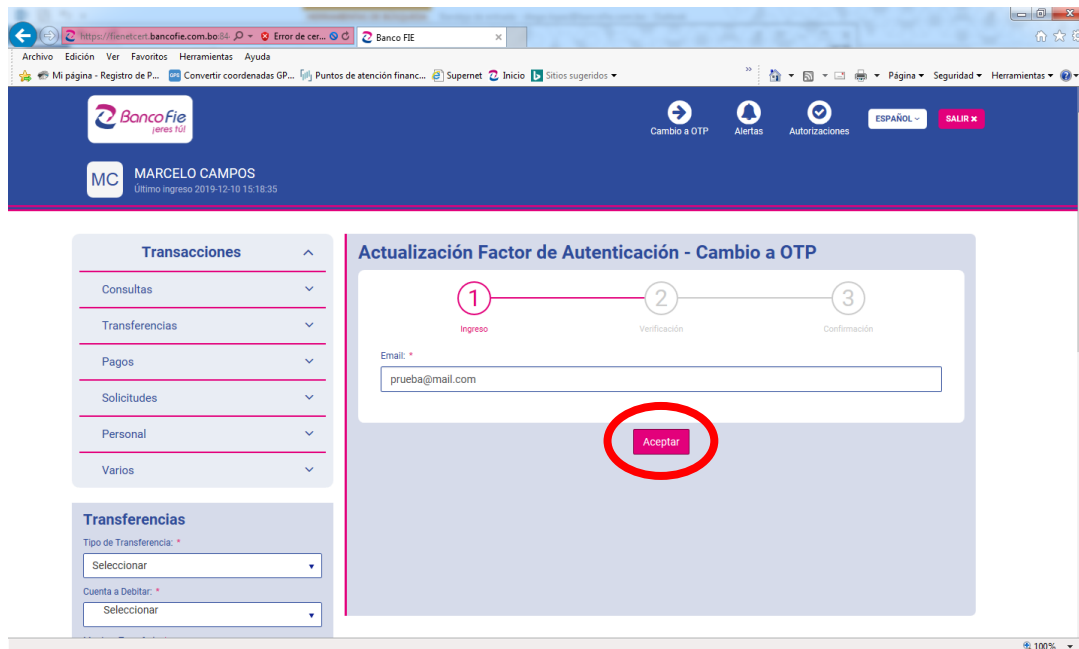 https://fienetcert.bancofie.com.bo:84
Error de cer...
Banco FIE
Archivo Edición Ver Favoritos Herramientas Ayuda
Mi página - Registro de P...
Convertir coordenadas GP...
Puntos de atención financ...
Supernet
Inicio
Sitios sugeridos
Página
Seguridad
Herramientas
BancoFie
¡eres tú!
Cambio a OTP
Alertas
Autorizaciones
ESPAÑOL
SALIR x
MC
MARCELO CAMPOS
Último ingreso 2019-12-10 15:18:35
Transacciones
Consultas
Transferencias
Pagos
Solicitudes
Personal
Varios
Actualización Factor de Autenticación - Cambio a OTP
1
2
3
Ingreso
Verificación
Confirmación
Email: *
prueba@mail.com
Aceptar
Transferencias
Tipo de Transferencia: *
Seleccionar
Cuenta a Debitar: *
Seleccionar
100%